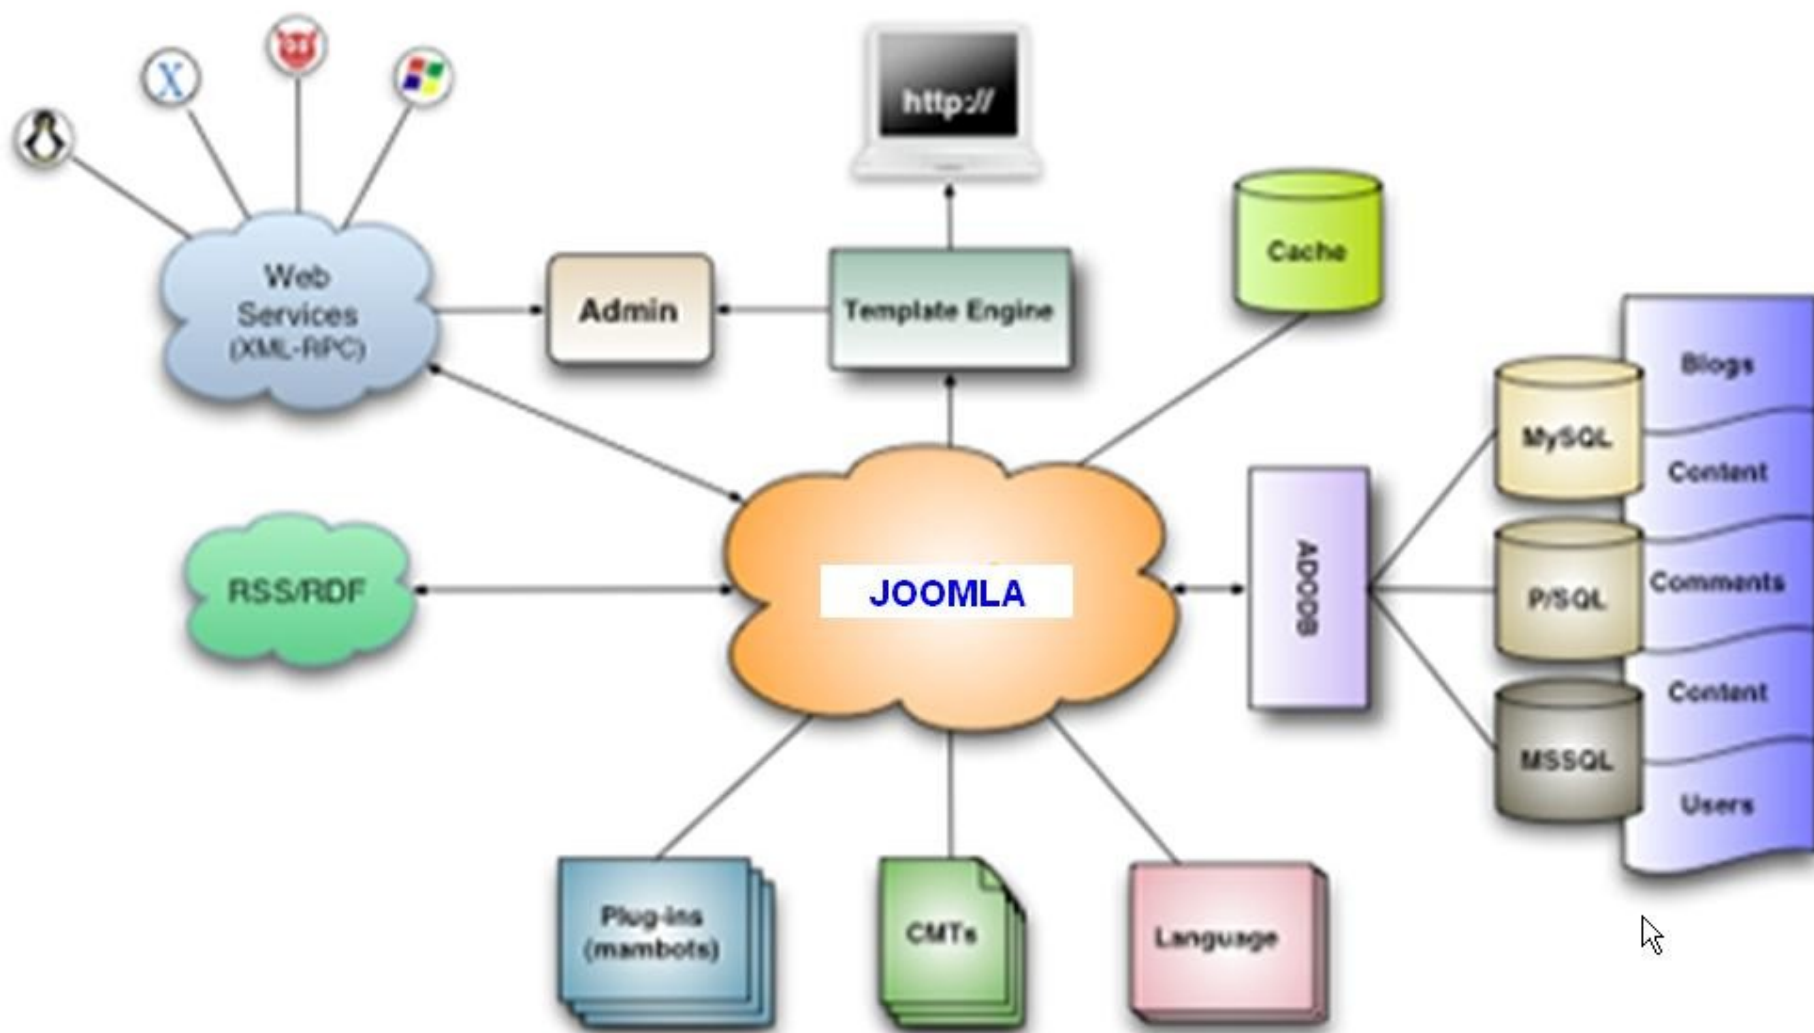 X
http://
Cache
Web
Services
(XML-RPC)
Admin
Template Engine
Blogs
MySQL
Content
JOOMLA
ADODB
RSS/RDF
P/SQL
Comments
Content
MSSQL
Users
Plug-ins
(mambots)
CMTs
Language